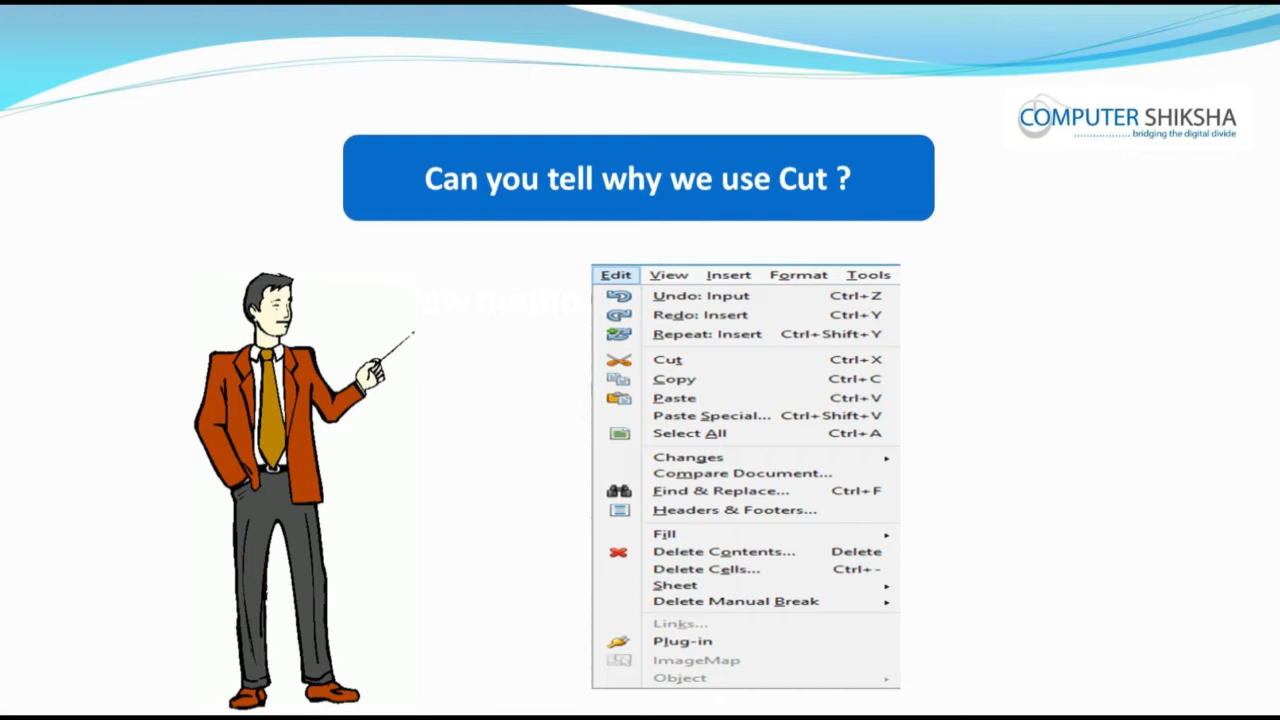 COMPUTER SHIKSHA
bridging the digital divide
Can you tell why we use Cut ?
Edit View Insert Format Tools
Undo: Input Ctrl+Z
Redo: Insert Ctrl+Y
Repeat: Insert Ctrl+Shift+Y
Cut Ctrl+X
Copy Ctrl+C
Paste Ctrl+V
Paste Special... Ctrl+Shift+V
Select All Ctrl+A
Changes
Compare Document...
Find & Replace... Ctrl+F
Headers & Footers...
Fill
Delete Contents... Delete
Delete Cells... Ctrl+-
Sheet
Delete Manual Break
Links...
Plug-in
ImageMap
Object